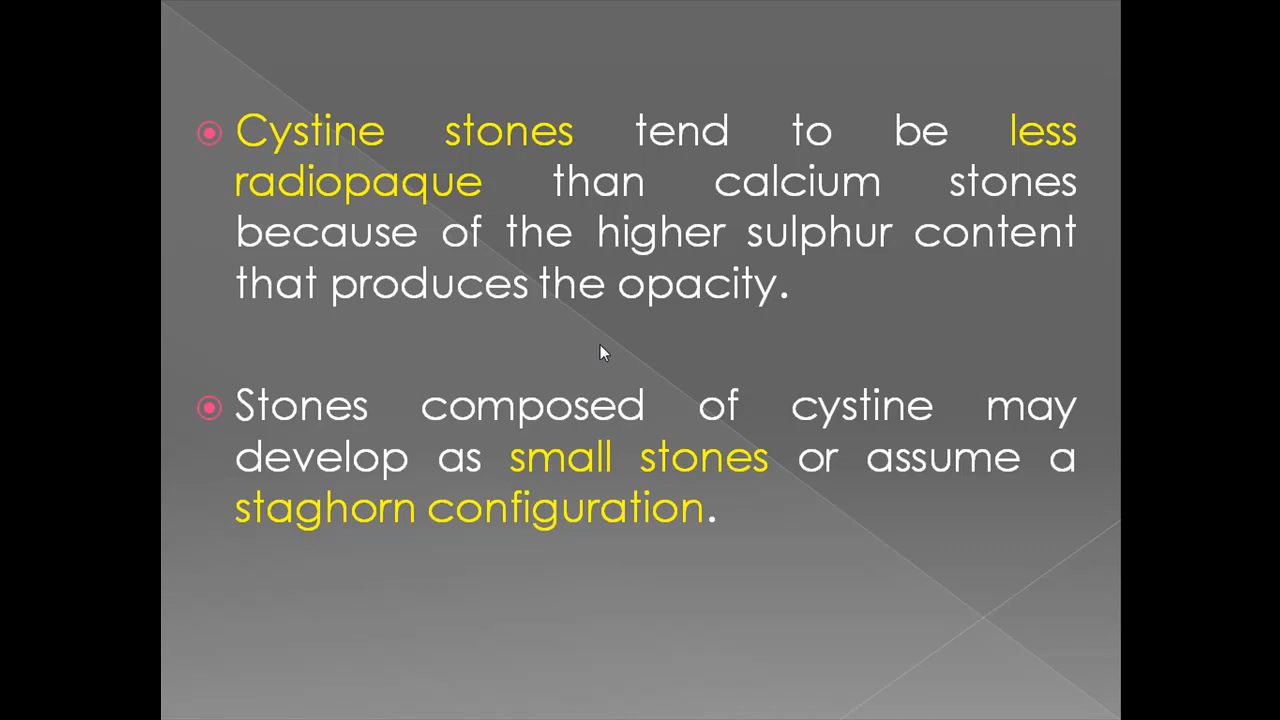 Cystine stones tend to be less
radiopaque than calcium stones
because of the higher sulphur content
that produces the opacity.
Stones composed of cystine may
develop as small stones or assume a
staghorn configuration.